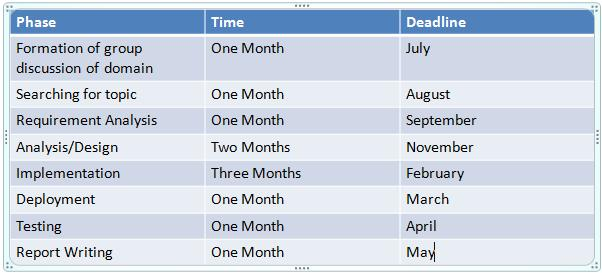 Phase Time Deadline
Formation of group One Month July
discussion of domain
Searching for topic One Month August
Requirement Analysis One Month September
Analysis/Design Two Months November
Implementation Three Months February
Deployment One Month March
Testing One Month April
Report Writing One Month May